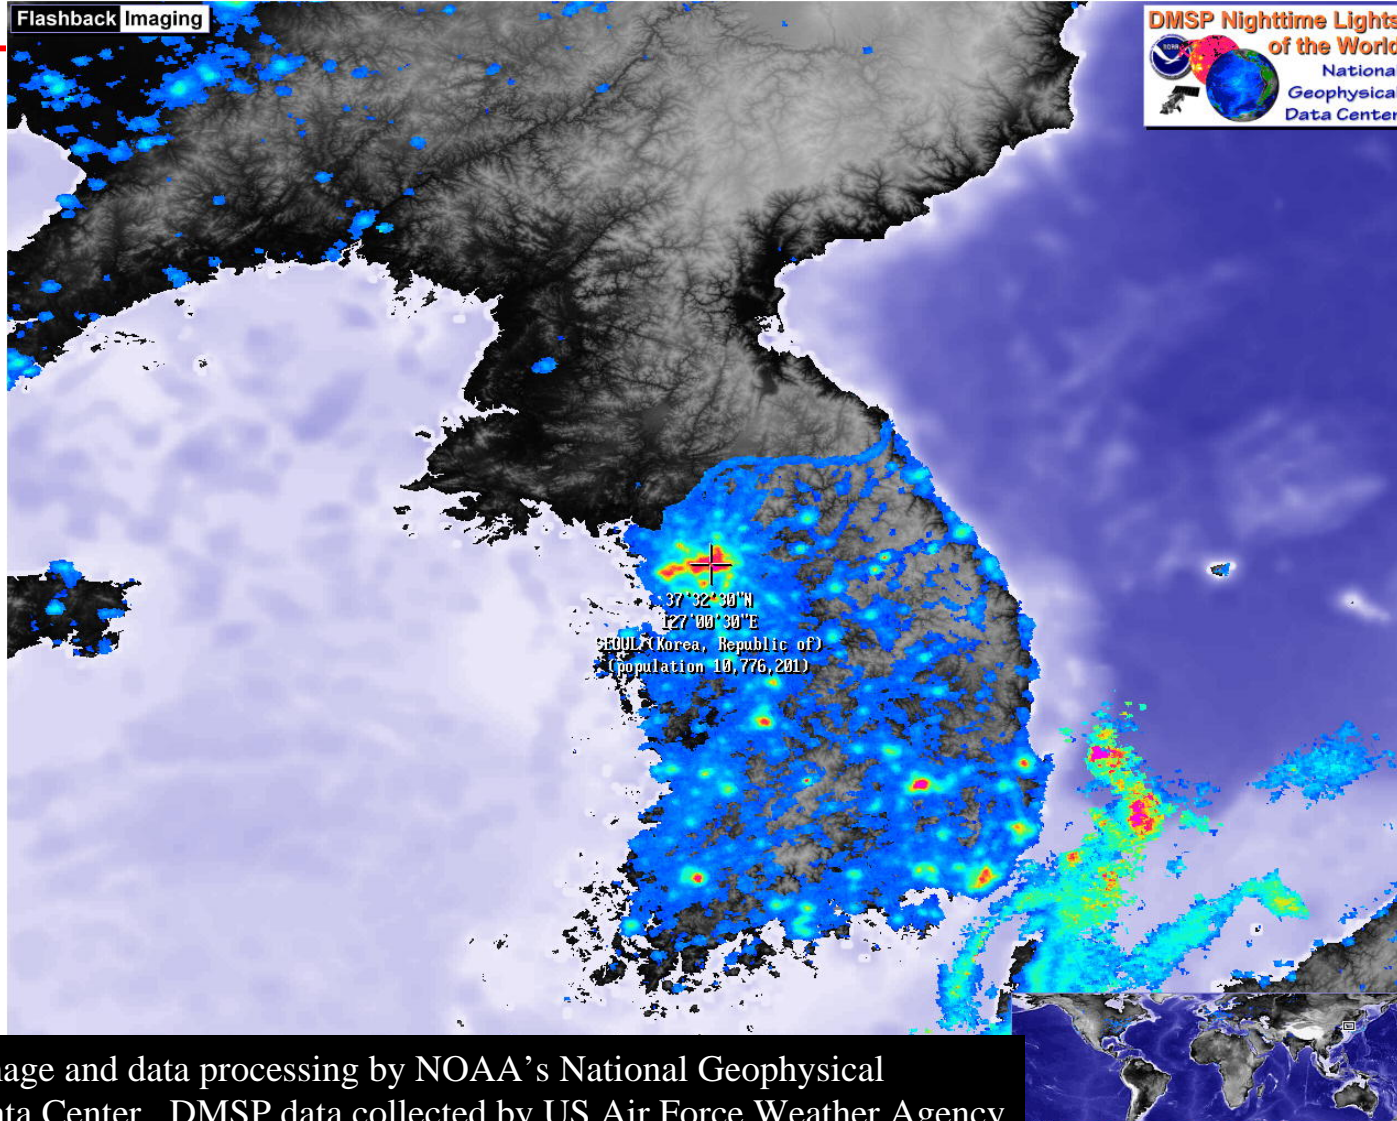 Flashback Imaging
DMSP Nighttime Lights
of the World
National
Geophysical
Data Center
37°32'30"N
127°00'30"E
SEOUL (Korea, Republic of)
(population 10,776,201)
and data processing by NOAA's National Geophysical
Center. DMSP data collected by US Air Force Weather Agency